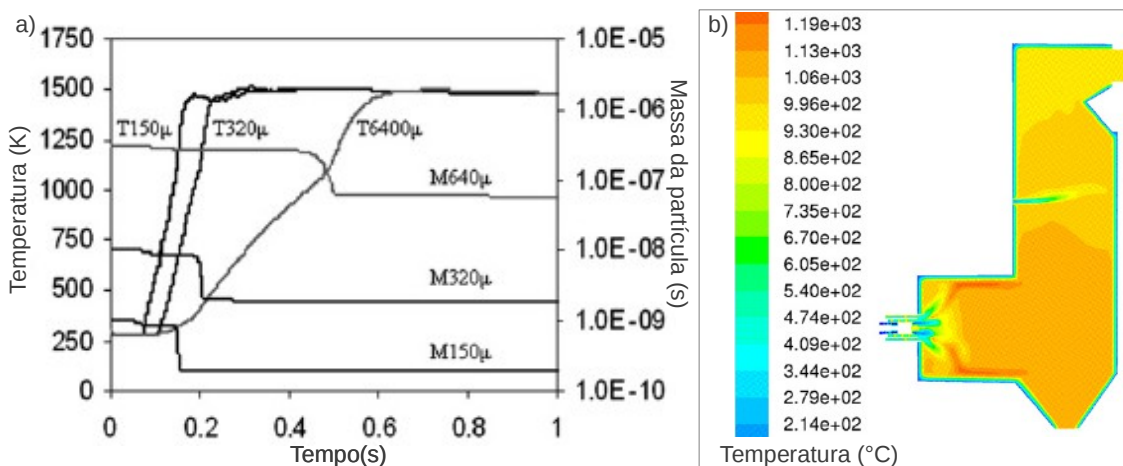 a)
1750
1500
1250
1000
750
500
250
0
Temperatura (K)
0
0.2
0.4
0.6
0.8
1
Tempo(s)
1.0E-05
1.0E-06
1.0E-07
1.0E-08
1.0E-09
1.0E-10
Massa da partícula (s)
T150µ
T320µ
T6400µ
M640µ
M320µ
M150µ
b)
1.19e+03
1.13e+03
1.06e+03
9.96e+02
9.30e+02
8.65e+02
8.00e+02
7.35e+02
6.70e+02
6.05e+02
5.40e+02
4.74e+02
4.09e+02
3.44e+02
2.79e+02
2.14e+02
Temperatura (°C)